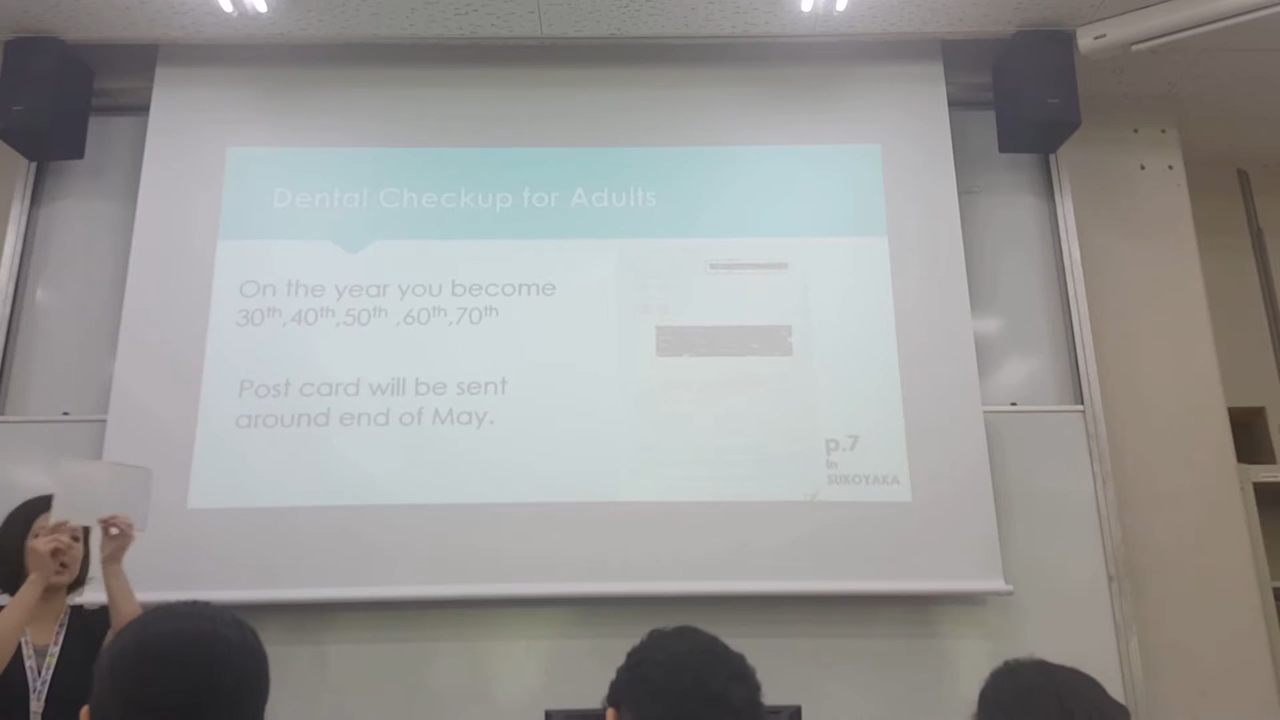 Dental Checkup for Adults
On the year you become
30th,40th,50th ,60th,70th
Post card will be sent
around end of May.
p.7
In
SUKOYAKA